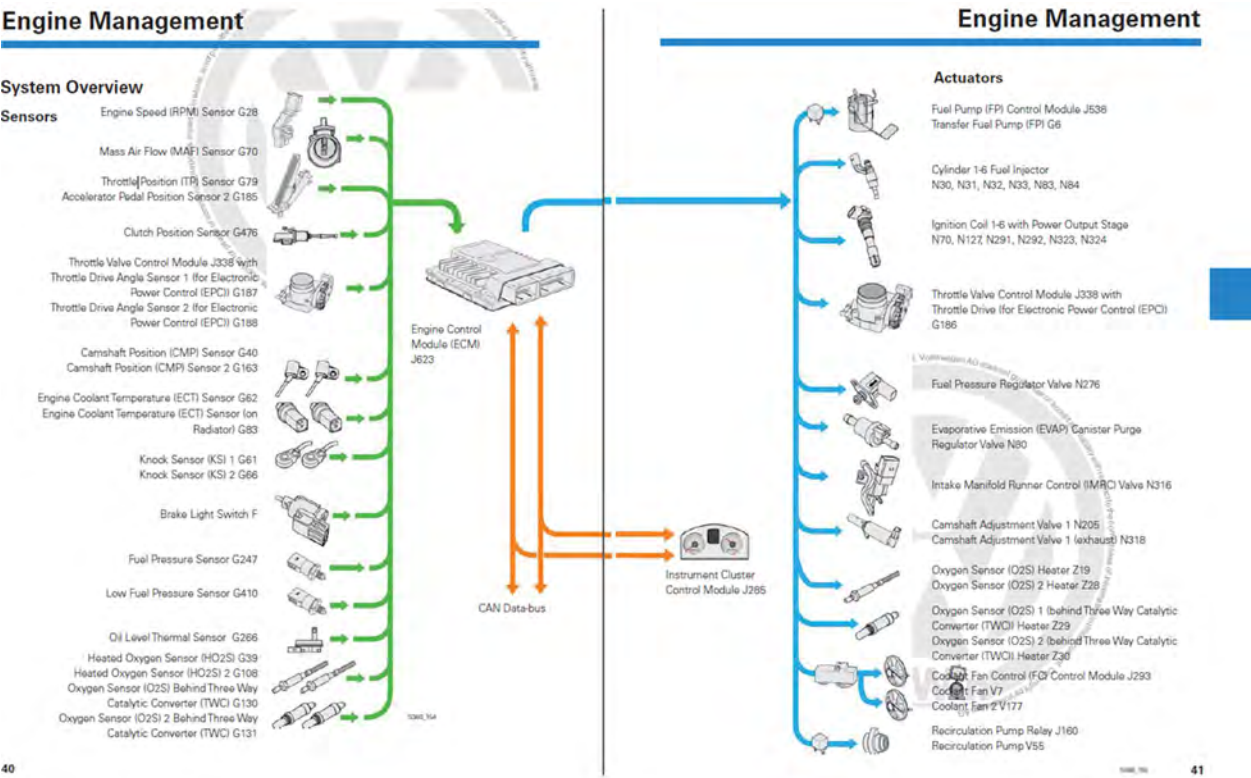 Engine Management
System Overview
Sensors
Engine Speed (RPM) Sensor G28
Mass Air Flow (MAF) Sensor G70
Throttle Position (TP) Sensor G79
Accelerator Pedal Position Sensor 2 G185
Clutch Position Sensor G476
Throttle Valve Control Module J338 with
Throttle Drive Angle Sensor 1 (for Electronic
Power Control (EPC)) G187
Throttle Drive Angle Sensor 2 (for Electronic
Power Control (EPC)) G188
Camshaft Position (CMP) Sensor G40
Camshaft Position (CMP) Sensor 2 G163
Engine Coolant Temperature (ECT) Sensor G62
Engine Coolant Temperature (ECT) Sensor (on
Radiator) G83
Knock Sensor (KS) 1 G61
Knock Sensor (KS) 2 G66
Brake Light Switch F
Fuel Pressure Sensor G247
Low Fuel Pressure Sensor G410
Oil Level Thermal Sensor G266
Heated Oxygen Sensor (HO2S) G39
Heated Oxygen Sensor (HO2S) 2 G108
Oxygen Sensor (O2S) Behind Three Way
Catalytic Converter (TWC) G130
Oxygen Sensor (O2S) 2 Behind Three Way
Catalytic Converter (TWC) G131
Engine Control
Module (ECM)
J623
CAN Data-bus
40
Engine Management
Actuators
Fuel Pump (FP) Control Module J538
Transfer Fuel Pump (FP) G6
Cylinder 1-6 Fuel Injector
N30, N31, N32, N33, N83, N84
Ignition Coil 1-6 with Power Output Stage
N70, N127, N291, N292, N323, N324
Throttle Valve Control Module J338 with
Throttle Drive (for Electronic Power Control (EPC))
G186
Fuel Pressure Regulator Valve N276
Evaporative Emission (EVAP) Canister Purge
Regulator Valve N80
Intake Manifold Runner Control (IMRC) Valve N316
Camshaft Adjustment Valve 1 N205
Camshaft Adjustment Valve 1 (exhaust) N318
Oxygen Sensor (O2S) Heater Z19
Oxygen Sensor (O2S) 2 Heater Z28
Oxygen Sensor (O2S) 1 (behind Three Way Catalytic
Converter (TWC)) Heater Z29
Oxygen Sensor (O2S) 2 (behind Three Way Catalytic
Converter (TWC)) Heater Z30
Coolant Fan Control (FC) Control Module J293
Coolant Fan V7
Coolant Fan 2 V177
Recirculation Pump Relay J160
Recirculation Pump V55
Instrument Cluster
Control Module J285
41